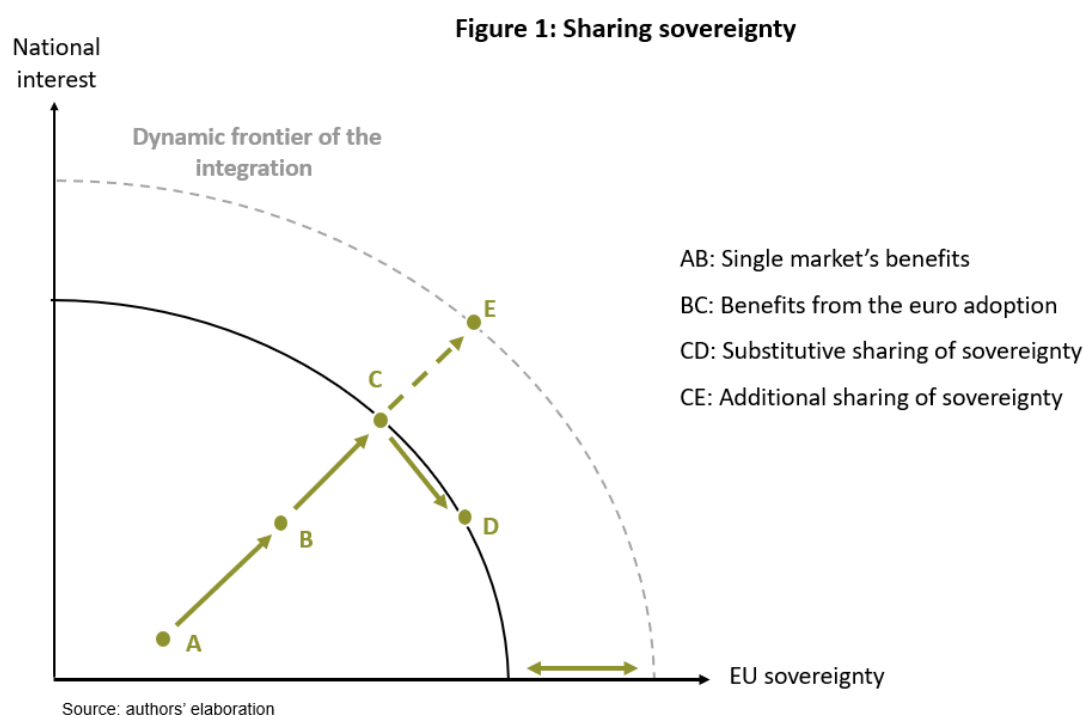 Figure 1: Sharing sovereignty
National
interest
Dynamic frontier of the
integration
AB: Single market's benefits
BC: Benefits from the euro adoption
CD: Substitutive sharing of sovereignty
CE: Additional sharing of sovereignty
E
C
B
D
A
EU sovereignty
Source: authors' elaboration